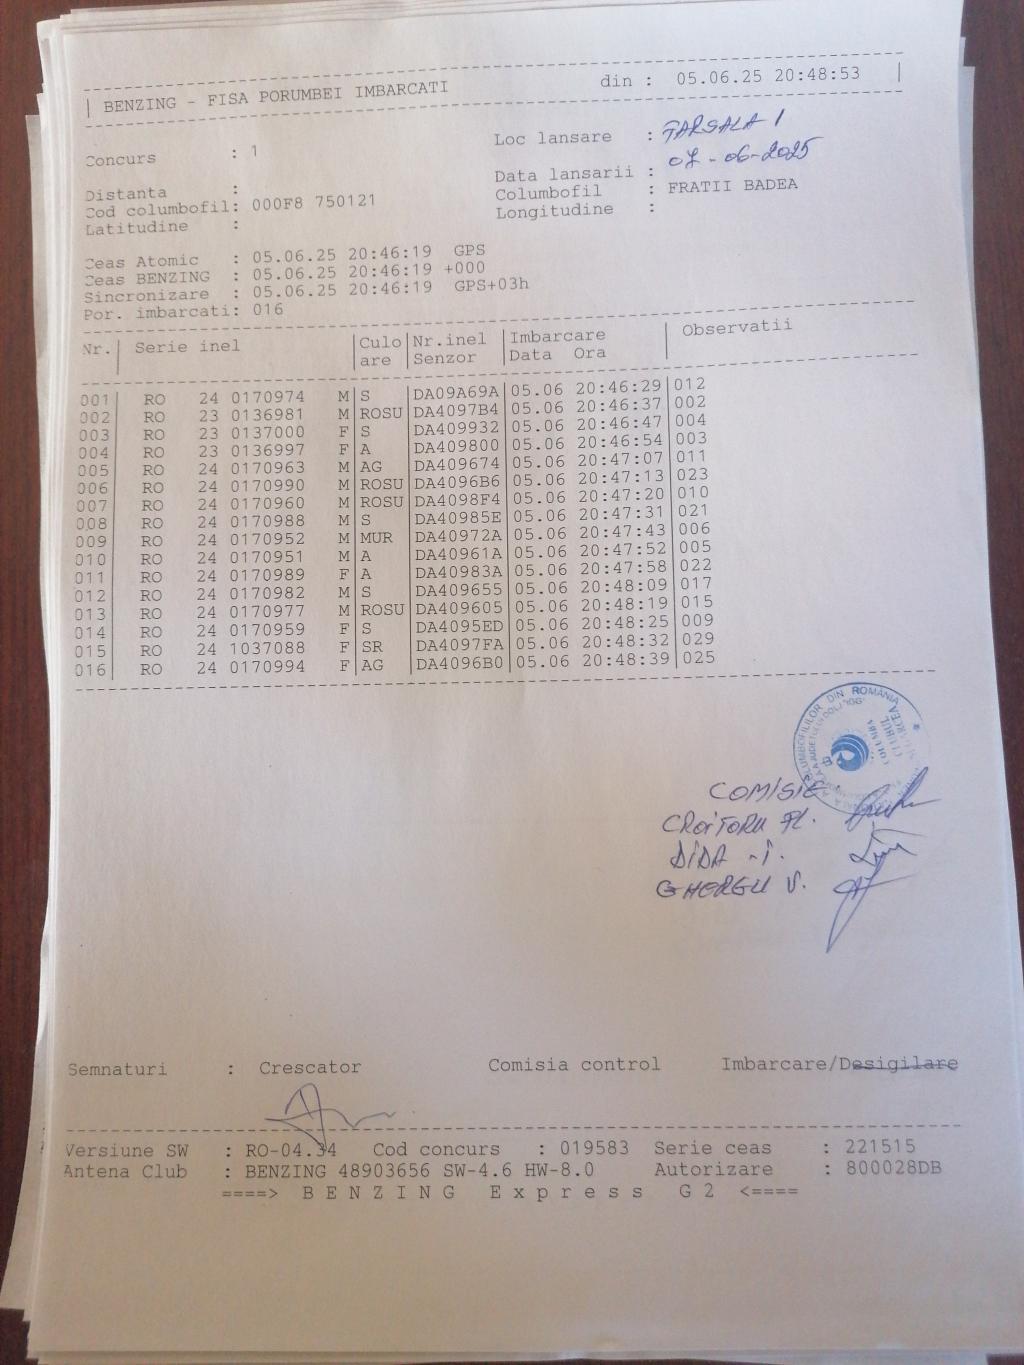 BENZING - FISA PORUMBEI IMBARCATI din : 05.06.25 20:48:53
Concurs : 1 Loc lansare : FARSALA 1
Data lansarii : 07-06-2025
Distanta : Columbofil : FRATII BADEA
Cod columbofil: 000F8 750121 Longitudine :
Latitudine :
Ceas Atomic : 05.06.25 20:46:19 GPS
Ceas BENZING : 05.06.25 20:46:19 +000
Sincronizare : 05.06.25 20:46:19 GPS+03h
Por. imbarcati: 016
Nr. | Serie inel | Culo | Nr.inel | Imbarcare | Observatii
are | Senzor | Data Ora
001 | RO 24 0170974 M | S | DA09A69A | 05.06 20:46:29 | 012
002 | RO 23 0136981 M | ROSU | DA4097B4 | 05.06 20:46:37 | 002
003 | RO 23 0137000 F | S | DA409932 | 05.06 20:46:47 | 004
004 | RO 23 0136997 F | A | DA409800 | 05.06 20:46:54 | 003
005 | RO 24 0170963 M | AG | DA409674 | 05.06 20:47:07 | 011
006 | RO 24 0170990 M | ROSU | DA4096B6 | 05.06 20:47:13 | 023
007 | RO 24 0170960 M | ROSU | DA4098F4 | 05.06 20:47:20 | 010
008 | RO 24 0170988 M | S | DA40985E | 05.06 20:47:31 | 021
009 | RO 24 0170952 M | MUR | DA40972A | 05.06 20:47:43 | 006
010 | RO 24 0170951 M | A | DA40961A | 05.06 20:47:52 | 005
011 | RO 24 0170989 F | A | DA40983A | 05.06 20:47:58 | 022
012 | RO 24 0170982 M | S | DA409655 | 05.06 20:48:09 | 017
013 | RO 24 0170977 M | ROSU | DA409605 | 05.06 20:48:19 | 015
014 | RO 24 0170959 F | S | DA4095ED | 05.06 20:48:25 | 009
015 | RO 24 1037088 F | SR | DA4097FA | 05.06 20:48:32 | 029
016 | RO 24 0170994 F | AG | DA4096B0 | 05.06 20:48:39 | 025
DIN ROMANIA
CLUBUL
COLUMBA
COMISIE
CROITORU FL.
DIDA -I.
GHERGU V.
Semnaturi : Crescator Comisia control Imbarcare/Desigilare
Versiune SW : RO-04.34 Cod concurs : 019583 Serie ceas : 221515
Antena Club : BENZING 48903656 SW-4.6 HW-8.0 Autorizare : 800028DB
====> B E N Z I N G E x p r e s s G 2 <====